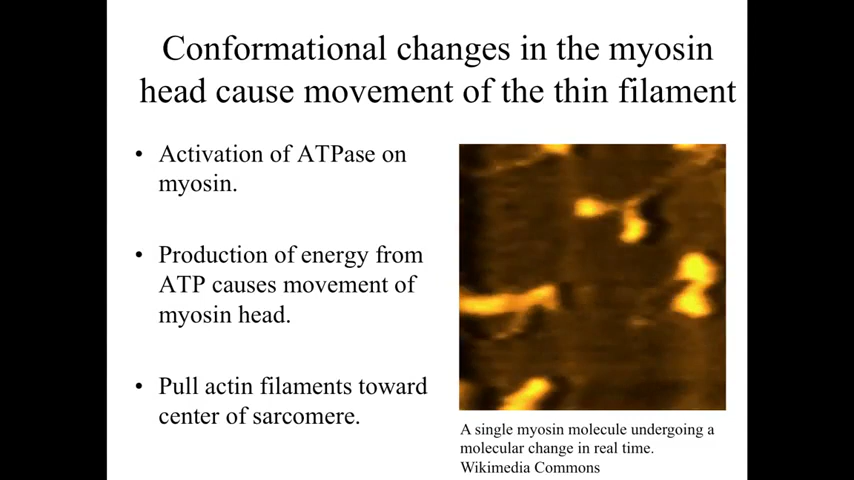 Conformational changes in the myosin
head cause movement of the thin filament
• Activation of ATPase on
myosin.
• Production of energy from
ATP causes movement of
myosin head.
• Pull actin filaments toward
center of sarcomere.
A single myosin molecule undergoing a
molecular change in real time.
Wikimedia Commons